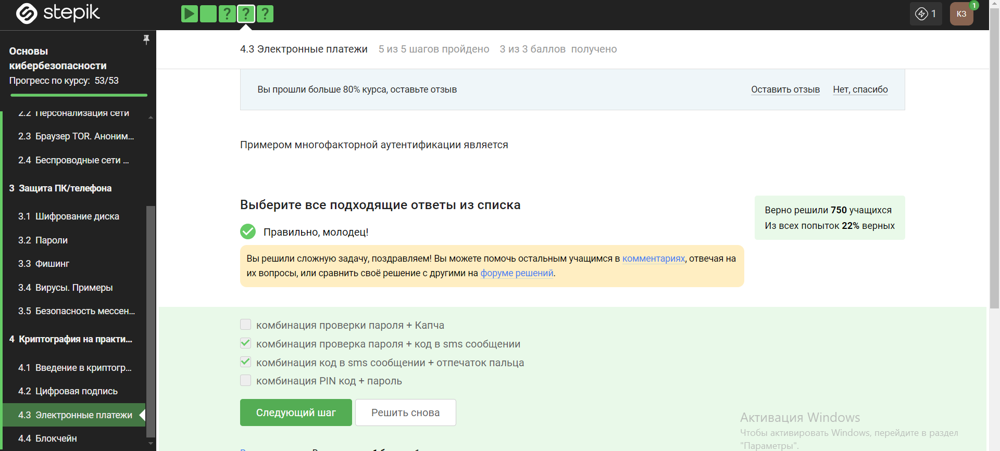 stepik
? ? ?
1
КЗ
1
Основы
кибербезопасности
Прогресс по курсу: 53/53
2.2 Персонализация сети
2.3 Браузер TOR. Аноним...
2.4 Беспроводные сети ...
3 Защита ПК/телефона
3.1 Шифрование диска
3.2 Пароли
3.3 Фишинг
3.4 Вирусы. Примеры
3.5 Безопасность мессен...
4 Криптография на практи...
4.1 Введение в криптогр...
4.2 Цифровая подпись
4.3 Электронные платежи
4.4 Блокчейн
4.3 Электронные платежи 5 из 5 шагов пройдено 3 из 3 баллов получено
Вы прошли больше 80% курса, оставьте отзыв
Оставить отзыв Нет, спасибо
Примером многофакторной аутентификации является
Выберите все подходящие ответы из списка
Верно решили 750 учащихся
Из всех попыток 22% верных
Правильно, молодец!
Вы решили сложную задачу, поздравляем! Вы можете помочь остальным учащимся в комментариях, отвечая на
их вопросы, или сравнить своё решение с другими на форуме решений.
комбинация проверки пароля + Капча
комбинация проверка пароля + код в sms сообщении
комбинация код в sms сообщении + отпечаток пальца
комбинация PIN код + пароль
Следующий шаг Решить снова
Активация Windows
Чтобы активировать Windows, перейдите в раздел
"Параметры".